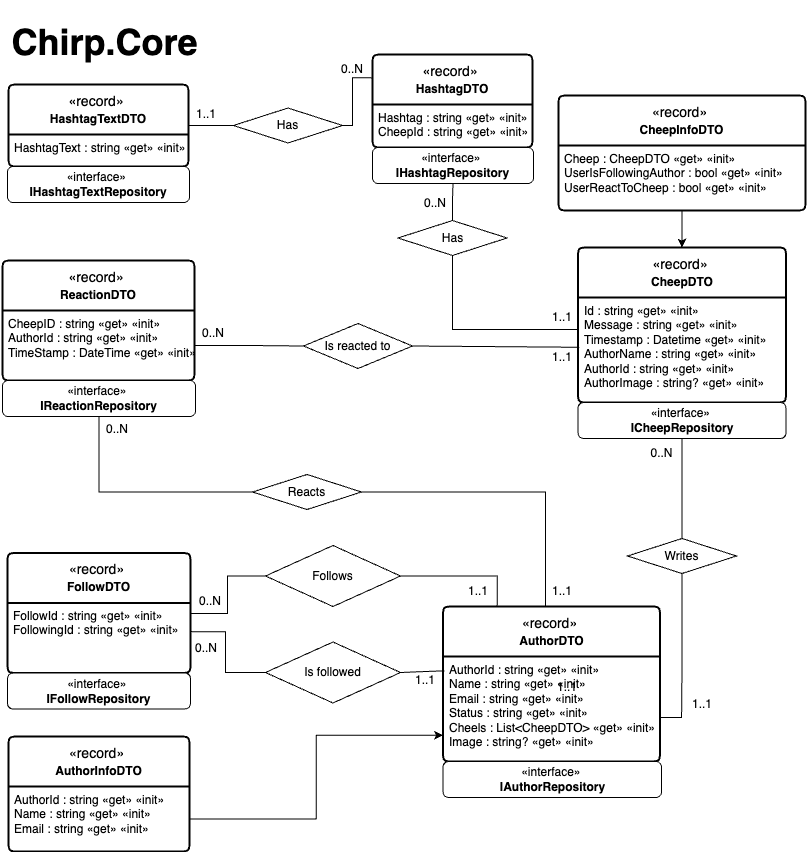 Chirp.Core
«record»
HashtagTextDTO
HashtagText : string «get» «init»
«interface»
IHashtagTextRepository
1..1
Has
0..N
«record»
HashtagDTO
Hashtag : string «get» «init»
CheepId : string «get» «init»
«interface»
IHashtagRepository
0..N
Has
1..1
«record»
CheepInfoDTO
Cheep : CheepDTO «get» «init»
UserIsFollowingAuthor : bool «get» «init»
UserReactToCheep : bool «get» «init»
«record»
CheepDTO
Id : string «get» «init»
Message : string «get» «init»
Timestamp : Datetime «get» «init»
AuthorName : string «get» «init»
AuthorId : string «get» «init»
AuthorImage : string? «get» «init»
«interface»
ICheepRepository
«record»
ReactionDTO
CheepID : string «get» «init»
AuthorId : string «get» «init»
TimeStamp : DateTime «get» «init»
«interface»
IReactionRepository
0..N
Is reacted to
1..1
0..N
Reacts
1..1
0..N
Writes
1..1
«record»
FollowDTO
FollowId : string «get» «init»
FollowingId : string «get» «init»
«interface»
IFollowRepository
0..N
Follows
1..1
0..N
Is followed
1..1
«record»
AuthorDTO
AuthorId : string «get» «init»
Name : string «get» «init»
1..1
Email : string «get» «init»
Status : string «get» «init»
Cheels : List<CheepDTO> «get» «init»
Image : string? «get» «init»
«interface»
IAuthorRepository
«record»
AuthorInfoDTO
AuthorId : string «get» «init»
Name : string «get» «init»
Email : string «get» «init»